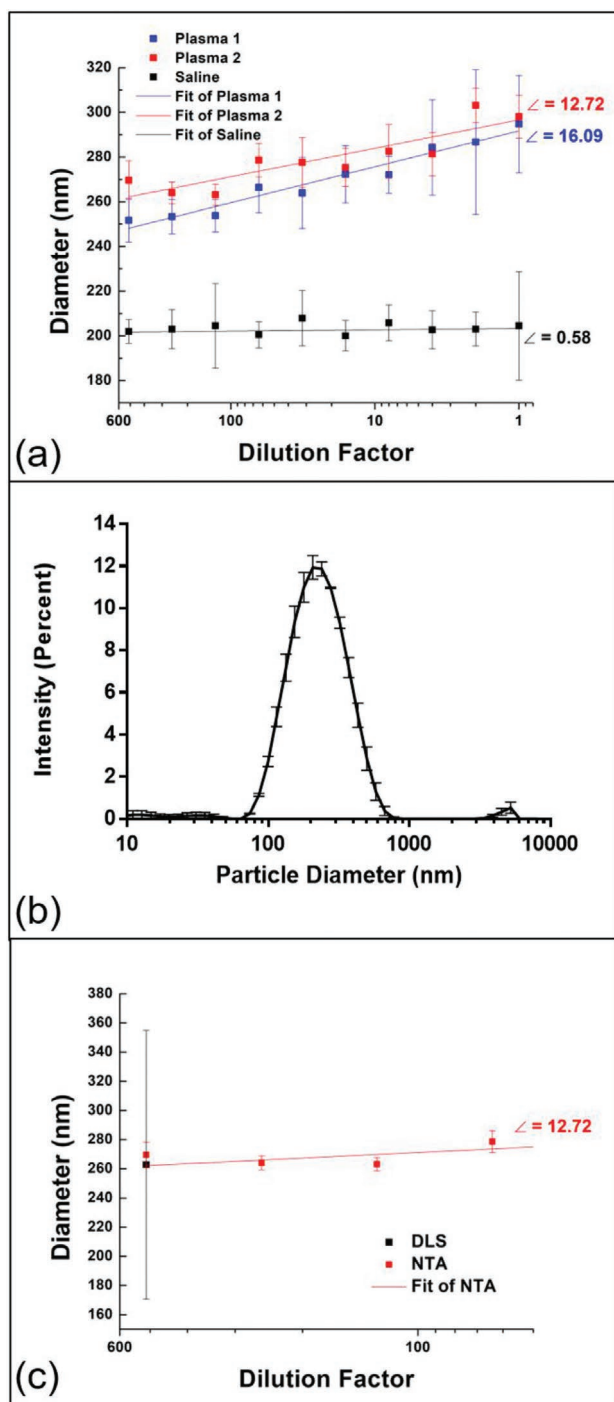 Plasma 1
Plasma 2
Saline
Fit of Plasma 1
Fit of Plasma 2
Fit of Saline
∠ = 12.72
∠ = 16.09
∠ = 0.58
320
300
280
260
240
220
200
180
Diameter (nm)
600 100 10 1
Dilution Factor
(a)
14
12
10
8
6
4
2
0
Intensity (Percent)
10 100 1000 10000
Particle Diameter (nm)
(b)
380
360
340
320
300
280
260
240
220
200
180
160
Diameter (nm)
∠ = 12.72
DLS
NTA
Fit of NTA
600 100
Dilution Factor
(c)